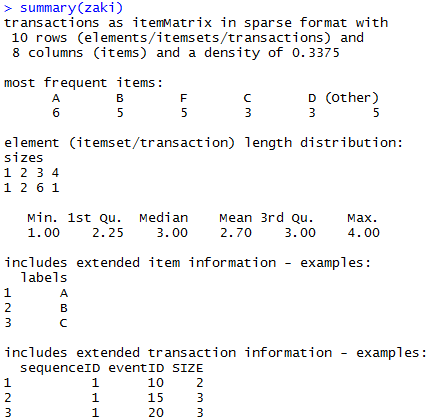 > summary(zaki)
transactions as itemMatrix in sparse format with
 10 rows (elements/itemsets/transactions) and
 8 columns (items) and a density of 0.3375

most frequent items:
      A       B       F       C       D (Other)
      6       5       5       3       3       5

element (itemset/transaction) length distribution:
sizes
1 2 3 4
1 2 6 1

   Min. 1st Qu.  Median    Mean 3rd Qu.    Max.
   1.00    2.25    3.00    2.70    3.00    4.00

includes extended item information - examples:
  labels
1      A
2      B
3      C

includes extended transaction information - examples:
  sequenceID eventID SIZE
1          1      10    2
2          1      15    3
3          1      20    3